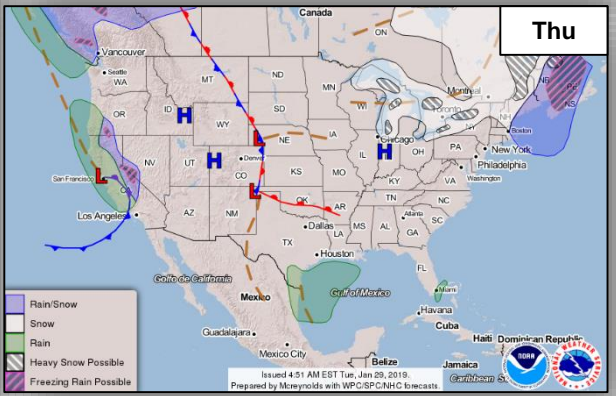 Thu
Canada
ON
Vancouver
Seattle
WA
MT
ND
MN
Montreal
Toronto
NB
PE
NS
NH
Boston
OR
ID
H
WY
SD
WI
NY
L
NE
IA
Chicago
H
IL
OH
PA
New York
Philadelphia
Washington
NV
UT
H
Denver
CO
KS
MO
KY
VA
San Francisco
L
CA
L
OK
AR
TN
NC
SC
Los Angeles
AZ
NM
Dallas
MS
AL
Atlanta
GA
TX
LA
Houston
FL
Golfo de California
Mexico
Gulf of Mexico
Miami
Havana
Cuba
Guadalajara
Mexico City
Belize
Haiti
Dominican Republic
Jamaica
Caribbean
Rain/Snow
Snow
Rain
Heavy Snow Possible
Freezing Rain Possible
Issued 4:51 AM EST Tue, Jan 29, 2019.
Prepared by Mcreynolds with WPC/SPC/NHC forecasts.
NOAA